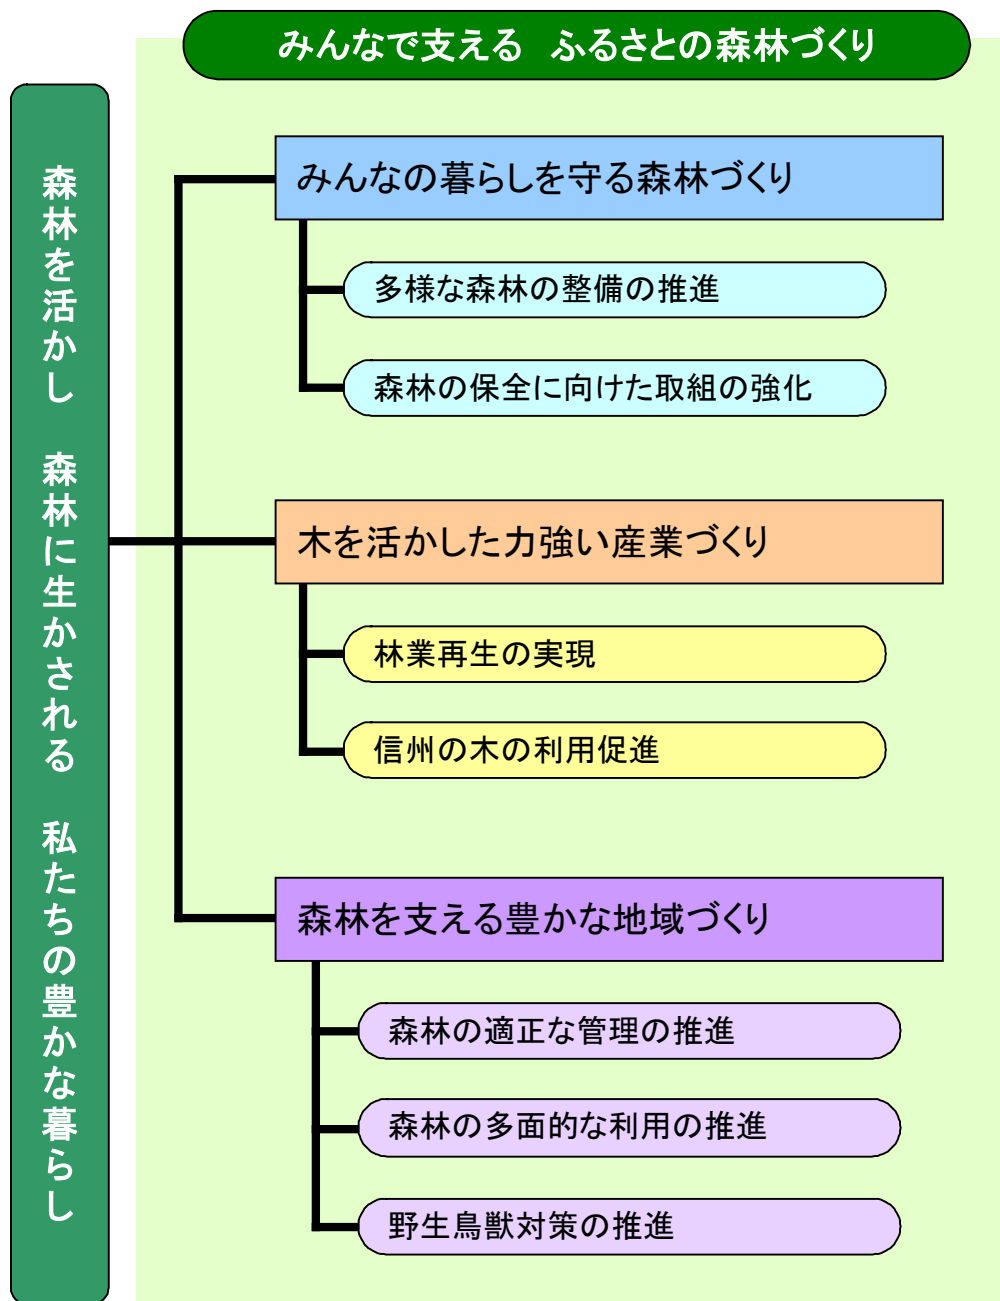 みんなで支える　ふるさとの森林づくり
森林を活かし　森林に生かされる　私たちの豊かな暮らし
みんなの暮らしを守る森林づくり
多様な森林の整備の推進
森林の保全に向けた取組の強化
木を活かした力強い産業づくり
林業再生の実現
信州の木の利用促進
森林を支える豊かな地域づくり
森林の適正な管理の推進
森林の多面的な利用の推進
野生鳥獣対策の推進